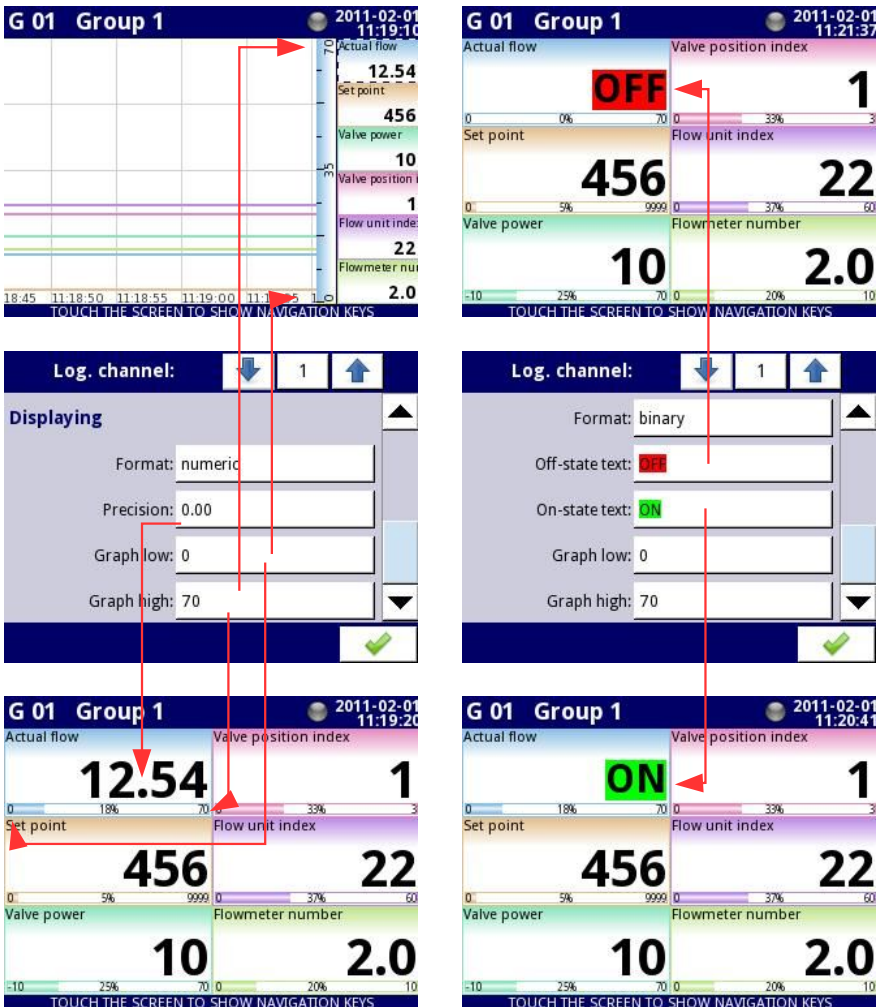 G 01 Group 1 2011-02-01
11:19:10
70
Actual flow
12.54
Set point
456
Valve power
10
35
Valve position i
1
Flow unit inde
22
Flowmeter nu
2.0
18:45 11:18:50 11:18:55 11:19:00 0
TOUCH THE SCREEN TO SHOW NAVIGATION KEYS
G 01 Group 1 2011-02-01
11:21:37
Actual flow Valve position index
OFF 1
0 0% 70 0 33% 3
Set point Flow unit index
456 22
0 5% 9999 0 37% 60
Valve power Flowmeter number
10 2.0
-10 25% 70 0 20% 10
TOUCH THE SCREEN TO SHOW NAVIGATION KEYS
Log. channel: 1
Displaying
Format: numeric
Precision: 0.00
Graph low: 0
Graph high: 70
Log. channel: 1
Format: binary
Off-state text: OFF
On-state text: ON
Graph low: 0
Graph high: 70
G 01 Group 1 2011-02-01
11:19:20
Actual flow Valve position index
12.54 1
0 18% 70 0 33% 3
Set point Flow unit index
456 22
0 5% 9999 0 37% 60
Valve power Flowmeter number
10 2.0
-10 25% 70 0 20% 10
TOUCH THE SCREEN TO SHOW NAVIGATION KEYS
G 01 Group 1 2011-02-01
11:20:41
Actual flow Valve position index
ON 1
0 18% 70 0 33% 3
Set point Flow unit index
456 22
0 5% 9999 0 37% 60
Valve power Flowmeter number
10 2.0
-10 25% 70 0 20% 10
TOUCH THE SCREEN TO SHOW NAVIGATION KEYS